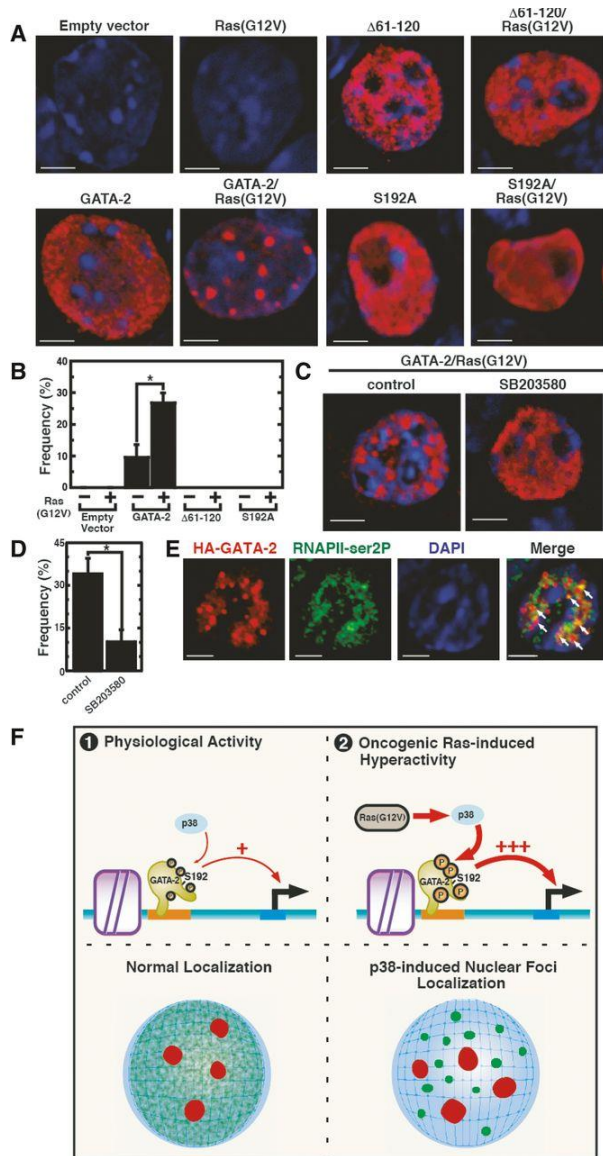 A
Empty vector
Ras(G12V)
Δ61-120
Δ61-120/
Ras(G12V)
GATA-2
GATA-2/
Ras(G12V)
S192A
S192A/
Ras(G12V)
B
Frequency (%)
40
30
20
10
0
*
Ras
(G12V)
− + − + − + − +
Empty
Vector
GATA-2
Δ61-120
S192A
C
GATA-2/Ras(G12V)
control
SB203580
D
Frequency (%)
45
30
15
0
*
control
SB203580
E
HA-GATA-2
RNAPII-ser2P
DAPI
Merge
F
1 Physiological Activity
p38
+
GATA-2
S192
2 Oncogenic Ras-induced
Hyperactivity
Ras(G12V)
p38
+++
P
P
GATA-2
S192
P
P
Normal Localization
p38-induced Nuclear Foci
Localization